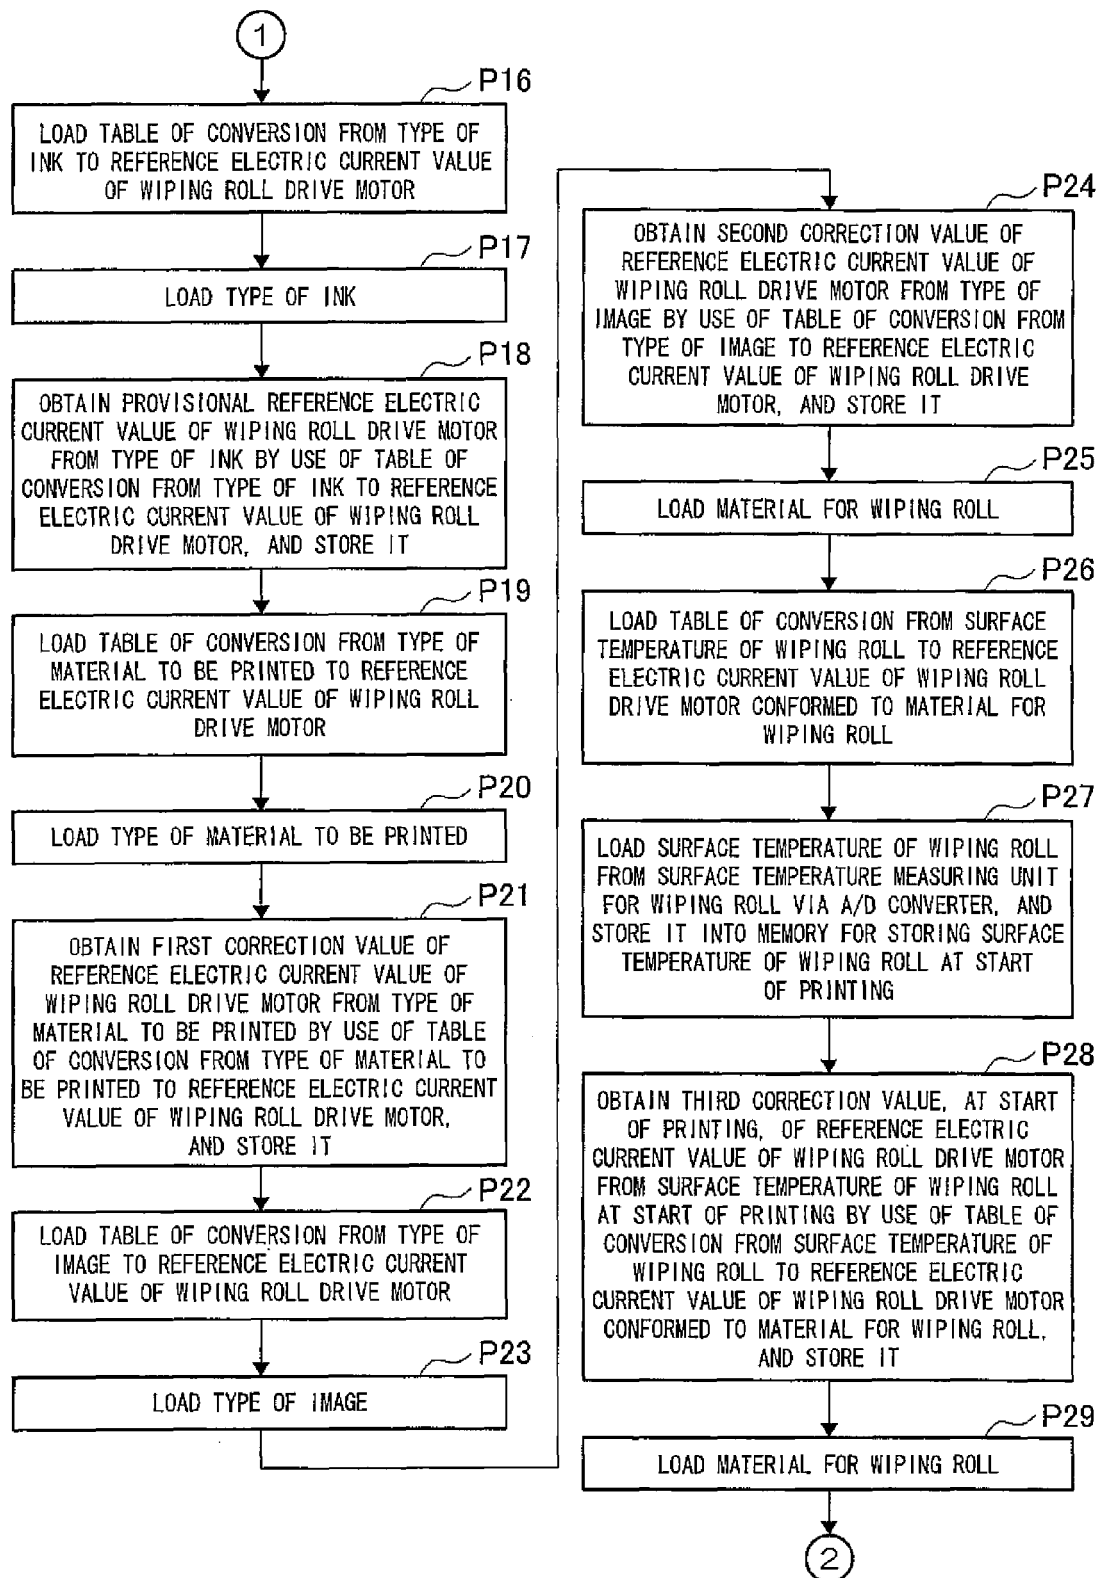 1
P16
LOAD TABLE OF CONVERSION FROM TYPE OF
INK TO REFERENCE ELECTRIC CURRENT VALUE
OF WIPING ROLL DRIVE MOTOR
P17
LOAD TYPE OF INK
P18
OBTAIN PROVISIONAL REFERENCE ELECTRIC
CURRENT VALUE OF WIPING ROLL DRIVE MOTOR
FROM TYPE OF INK BY USE OF TABLE OF
CONVERSION FROM TYPE OF INK TO REFERENCE
ELECTRIC CURRENT VALUE OF WIPING ROLL
DRIVE MOTOR, AND STORE IT
P19
LOAD TABLE OF CONVERSION FROM TYPE OF
MATERIAL TO BE PRINTED TO REFERENCE
ELECTRIC CURRENT VALUE OF WIPING ROLL
DRIVE MOTOR
P20
LOAD TYPE OF MATERIAL TO BE PRINTED
P21
OBTAIN FIRST CORRECTION VALUE OF
REFERENCE ELECTRIC CURRENT VALUE OF
WIPING ROLL DRIVE MOTOR FROM TYPE OF
MATERIAL TO BE PRINTED BY USE OF TABLE
OF CONVERSION FROM TYPE OF MATERIAL TO
BE PRINTED TO REFERENCE ELECTRIC CURRENT
VALUE OF WIPING ROLL DRIVE MOTOR,
AND STORE IT
P22
LOAD TABLE OF CONVERSION FROM TYPE OF
IMAGE TO REFERENCE ELECTRIC CURRENT
VALUE OF WIPING ROLL DRIVE MOTOR
P23
LOAD TYPE OF IMAGE
P24
OBTAIN SECOND CORRECTION VALUE OF
REFERENCE ELECTRIC CURRENT VALUE OF
WIPING ROLL DRIVE MOTOR FROM TYPE OF
IMAGE BY USE OF TABLE OF CONVERSION FROM
TYPE OF IMAGE TO REFERENCE ELECTRIC
CURRENT VALUE OF WIPING ROLL DRIVE
MOTOR, AND STORE IT
P25
LOAD MATERIAL FOR WIPING ROLL
P26
LOAD TABLE OF CONVERSION FROM SURFACE
TEMPERATURE OF WIPING ROLL TO REFERENCE
ELECTRIC CURRENT VALUE OF WIPING ROLL
DRIVE MOTOR CONFORMED TO MATERIAL FOR
WIPING ROLL
P27
LOAD SURFACE TEMPERATURE OF WIPING ROLL
FROM SURFACE TEMPERATURE MEASURING UNIT
FOR WIPING ROLL VIA A/D CONVERTER, AND
STORE IT INTO MEMORY FOR STORING SURFACE
TEMPERATURE OF WIPING ROLL AT START
OF PRINTING
P28
OBTAIN THIRD CORRECTION VALUE, AT START
OF PRINTING, OF REFERENCE ELECTRIC
CURRENT VALUE OF WIPING ROLL DRIVE MOTOR
FROM SURFACE TEMPERATURE OF WIPING ROLL
AT START OF PRINTING BY USE OF TABLE OF
CONVERSION FROM SURFACE TEMPERATURE OF
WIPING ROLL TO REFERENCE ELECTRIC
CURRENT VALUE OF WIPING ROLL DRIVE MOTOR
CONFORMED TO MATERIAL FOR WIPING ROLL,
AND STORE IT
P29
LOAD MATERIAL FOR WIPING ROLL
2